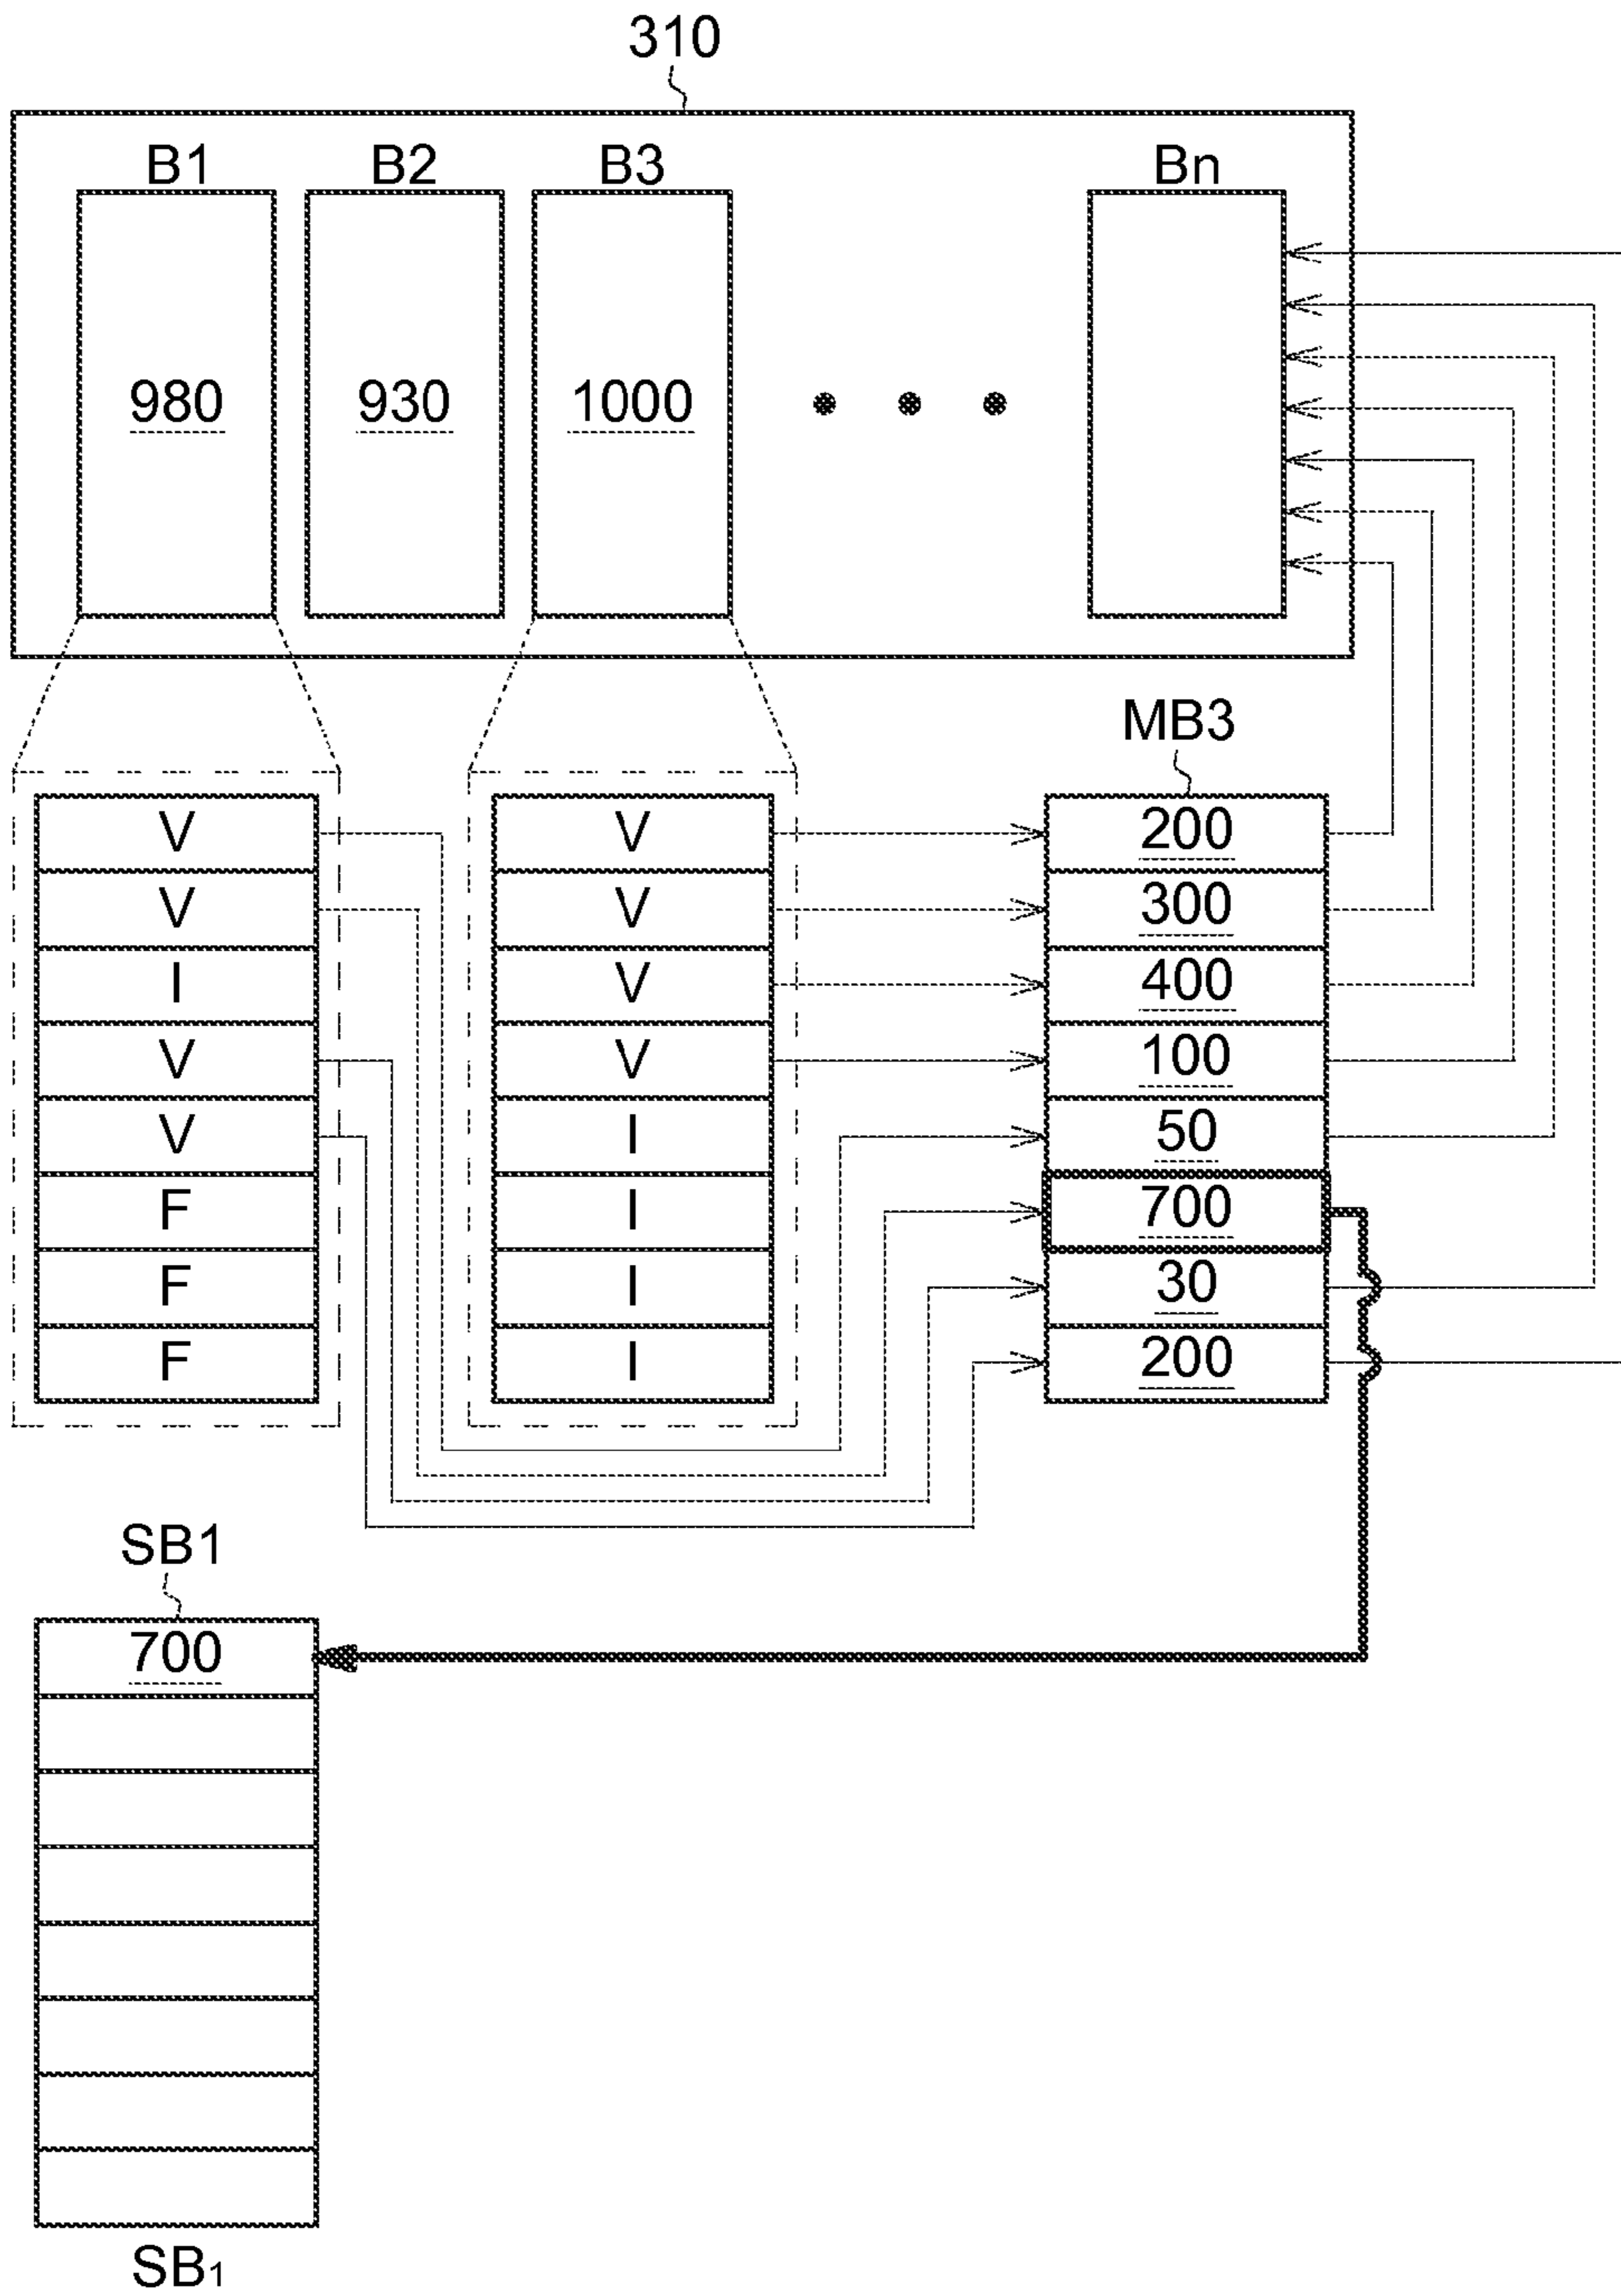 310
B1 B2 B3 Bn
980 930 1000
MB3
V V 200
V V 300
I V 400
V V 100
V I 50
F I 700
F I 30
F I 200
SB1
700
SB₁